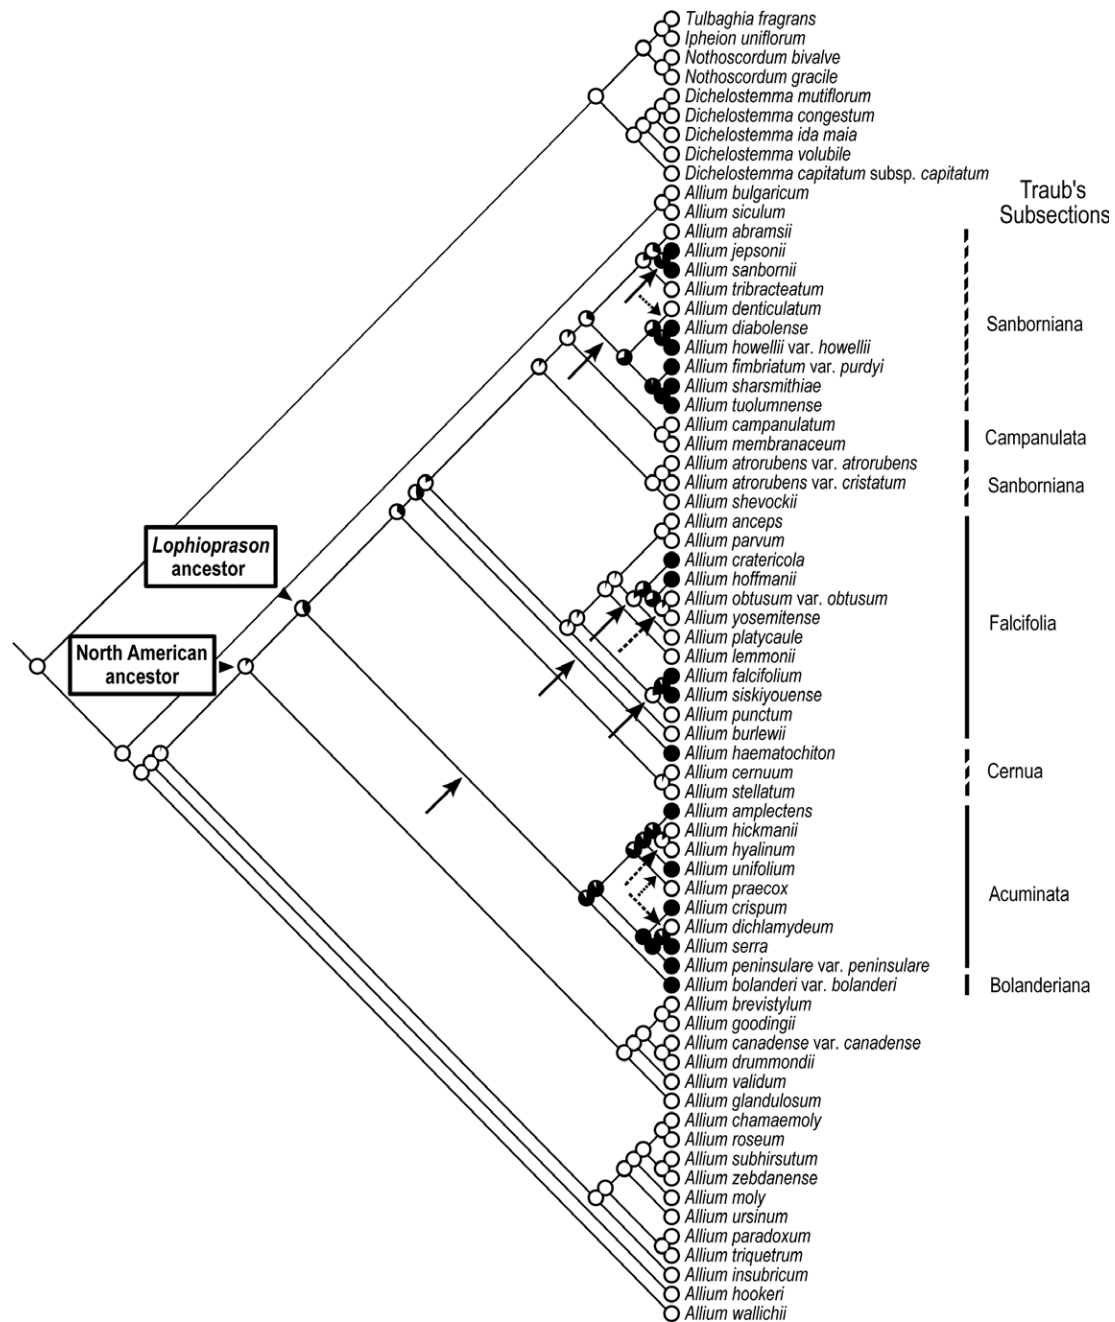 Tulbaghia fragrans
Ipheion uniflorum
Nothoscordum bivalve
Nothoscordum gracile
Dichelostemma mutiflorum
Dichelostemma congestum
Dichelostemma ida maia
Dichelostemma volubile
Dichelostemma capitatum subsp. capitatum
Allium bulgaricum
Allium siculum
Allium abramsii
Allium jepsonii
Allium sanbornii
Allium tribracteatum
Allium denticulatum
Allium diabolense
Allium howellii var. howellii
Allium fimbriatum var. purdyi
Allium sharsmithiae
Allium tuolumnense
Allium campanulatum
Allium membranaceum
Allium atrorubens var. atrorubens
Allium atrorubens var. cristatum
Allium shevockii
Allium anceps
Allium parvum
Allium cratericola
Allium hoffmanii
Allium obtusum var. obtusum
Allium yosemitense
Allium platycaule
Allium lemmonii
Allium falcifolium
Allium siskiyouense
Allium punctum
Allium burlewii
Allium haematochiton
Allium cernuum
Allium stellatum
Allium amplectens
Allium hickmanii
Allium hyalinum
Allium unifolium
Allium praecox
Allium crispum
Allium dichlamydeum
Allium serra
Allium peninsulare var. peninsulare
Allium bolanderi var. bolanderi
Allium brevistylum
Allium goodingii
Allium canadense var. canadense
Allium drummondii
Allium validum
Allium glandulosum
Allium chamaemoly
Allium roseum
Allium subhirsutum
Allium zebdanense
Allium moly
Allium ursinum
Allium paradoxum
Allium triquetrum
Allium insubricum
Allium hookeri
Allium wallichii
Traub's
Subsections
Sanborniana
Campanulata
Sanborniana
Falcifolia
Cernua
Acuminata
Bolanderiana
Lophioprason
ancestor
North American
ancestor